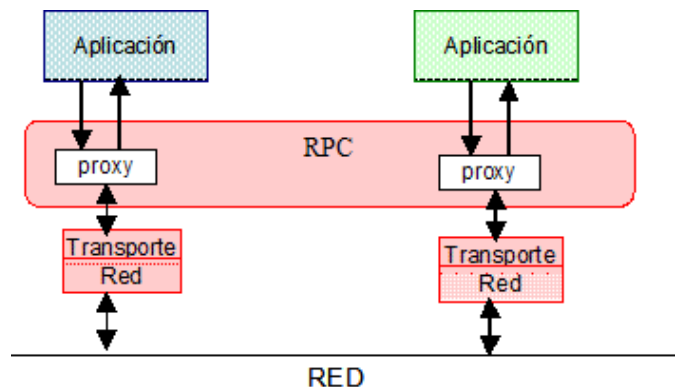 Aplicación
Aplicación
RPC
proxy
proxy
Transporte
Red
Transporte
Red
RED